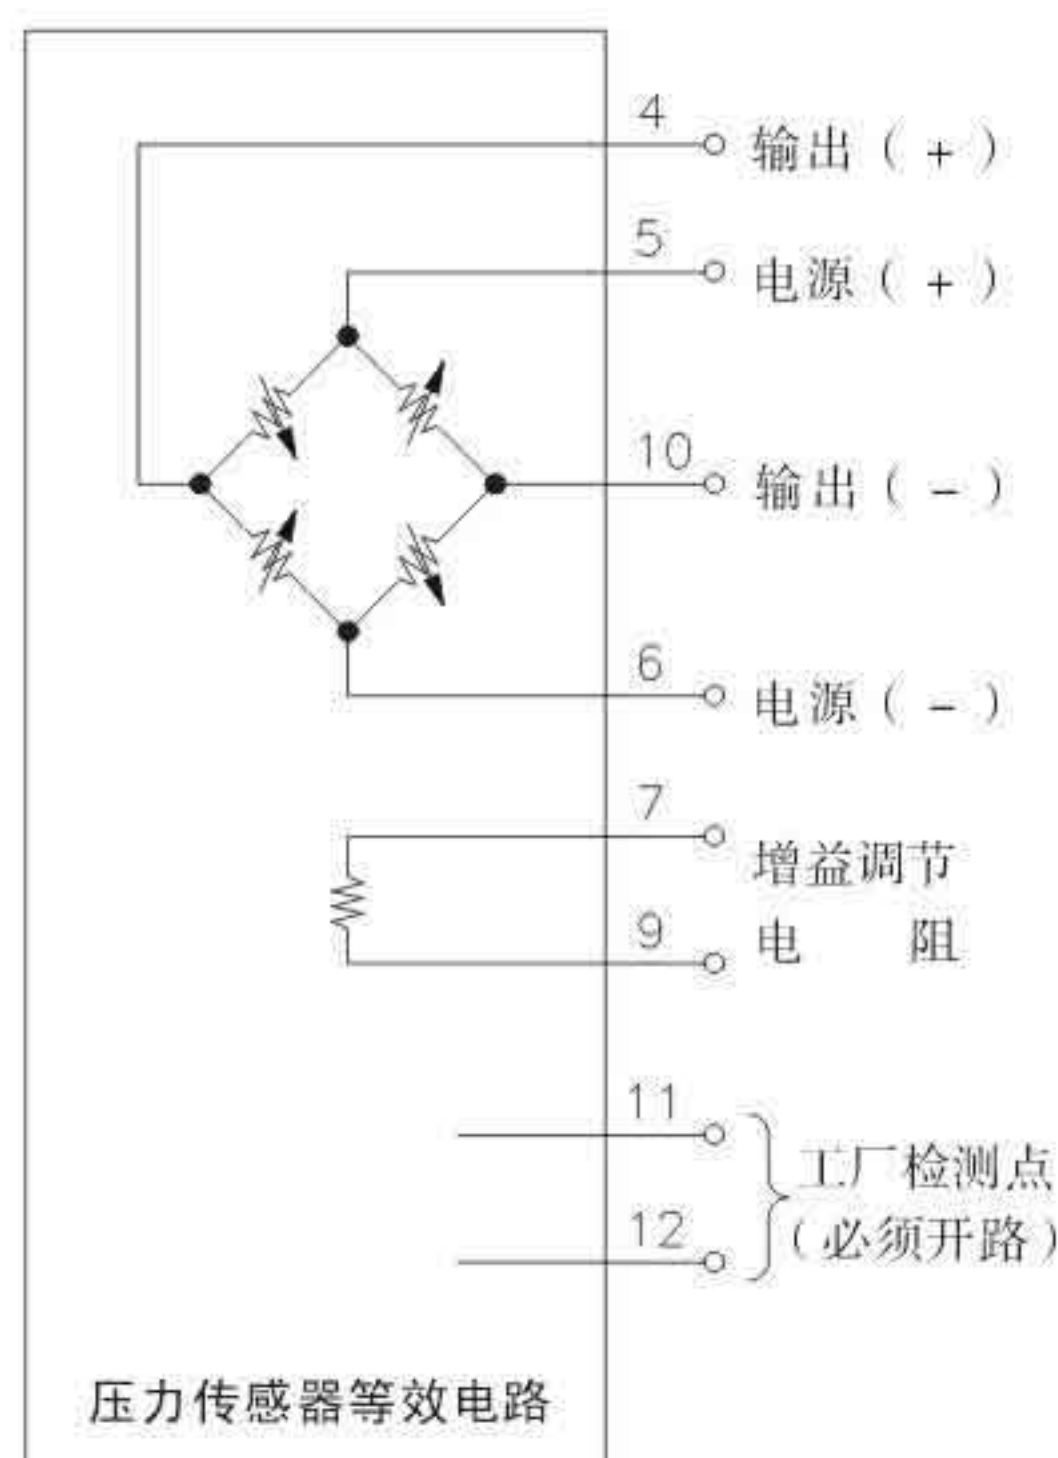 4
输出（+）
5
电源（+）
10
输出（-）
6
电源（-）
7
增益调节
9
电 阻
11
工厂检测点
12
（必须开路）
压力传感器等效电路